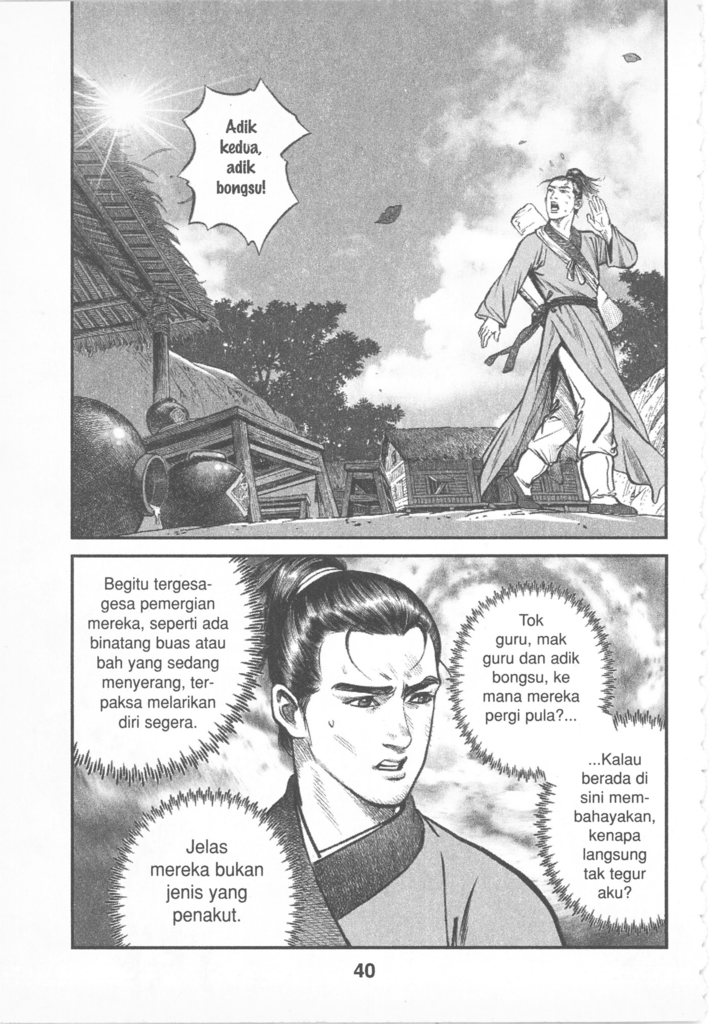 Adik
kedua,
adik
bongsu!
Begitu tergesa-
gesa pemergian
mereka, seperti ada
binatang buas atau
bah yang sedang
menyerang, ter-
paksa melarikan
diri segera.
Tok
guru, mak
guru dan adik
bongsu, ke
mana mereka
pergi pula?...
...Kalau
berada di
sini mem-
bahayakan,
kenapa
langsung
tak tegur
aku?
Jelas
mereka bukan
jenis yang
penakut.
40